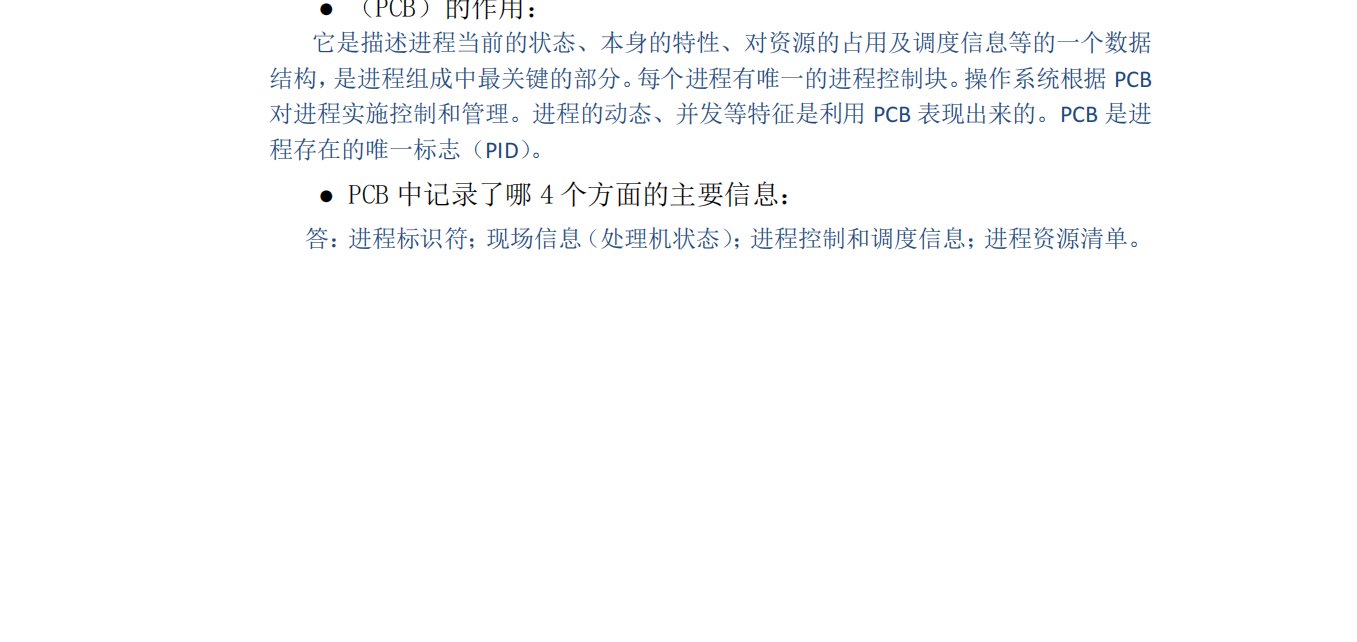 ● （PCB）的作用：
它是描述进程当前的状态、本身的特性、对资源的占用及调度信息等的一个数据
结构，是进程组成中最关键的部分。每个进程有唯一的进程控制块。操作系统根据 PCB
对进程实施控制和管理。进程的动态、并发等特征是利用 PCB 表现出来的。PCB 是进
程存在的唯一标志（PID）。
● PCB 中记录了哪 4 个方面的主要信息：
答：进程标识符；现场信息（处理机状态）；进程控制和调度信息；进程资源清单。